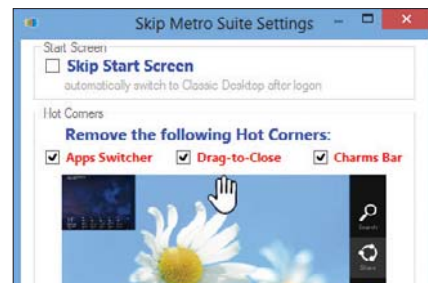 Skip Metro Suite Settings
Start Screen
Skip Start Screen
automatically switch to Classic Desktop after logon
Hot Corners
Remove the following Hot Corners:
Apps Switcher Drag-to-Close Charms Bar
Search
Share